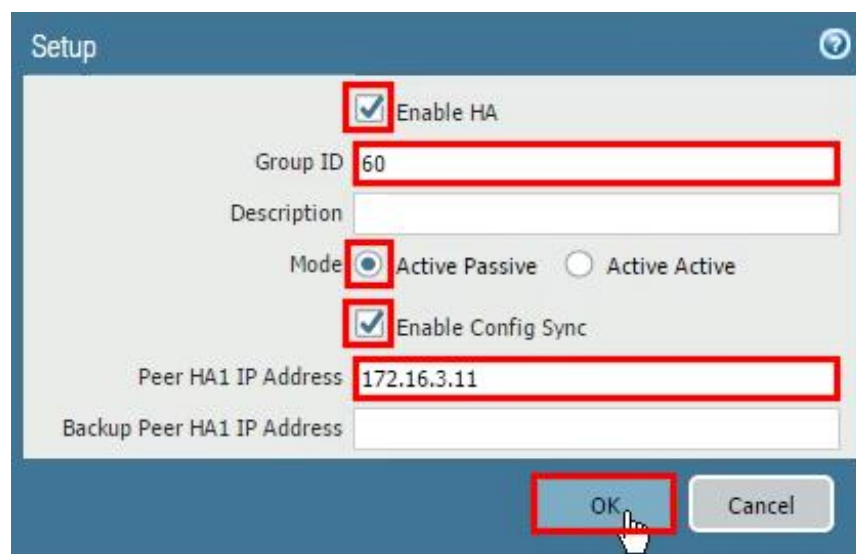 Setup
Enable HA
Group ID 60
Description
Mode Active Passive Active Active
Enable Config Sync
Peer HA1 IP Address 172.16.3.11
Backup Peer HA1 IP Address
OK Cancel